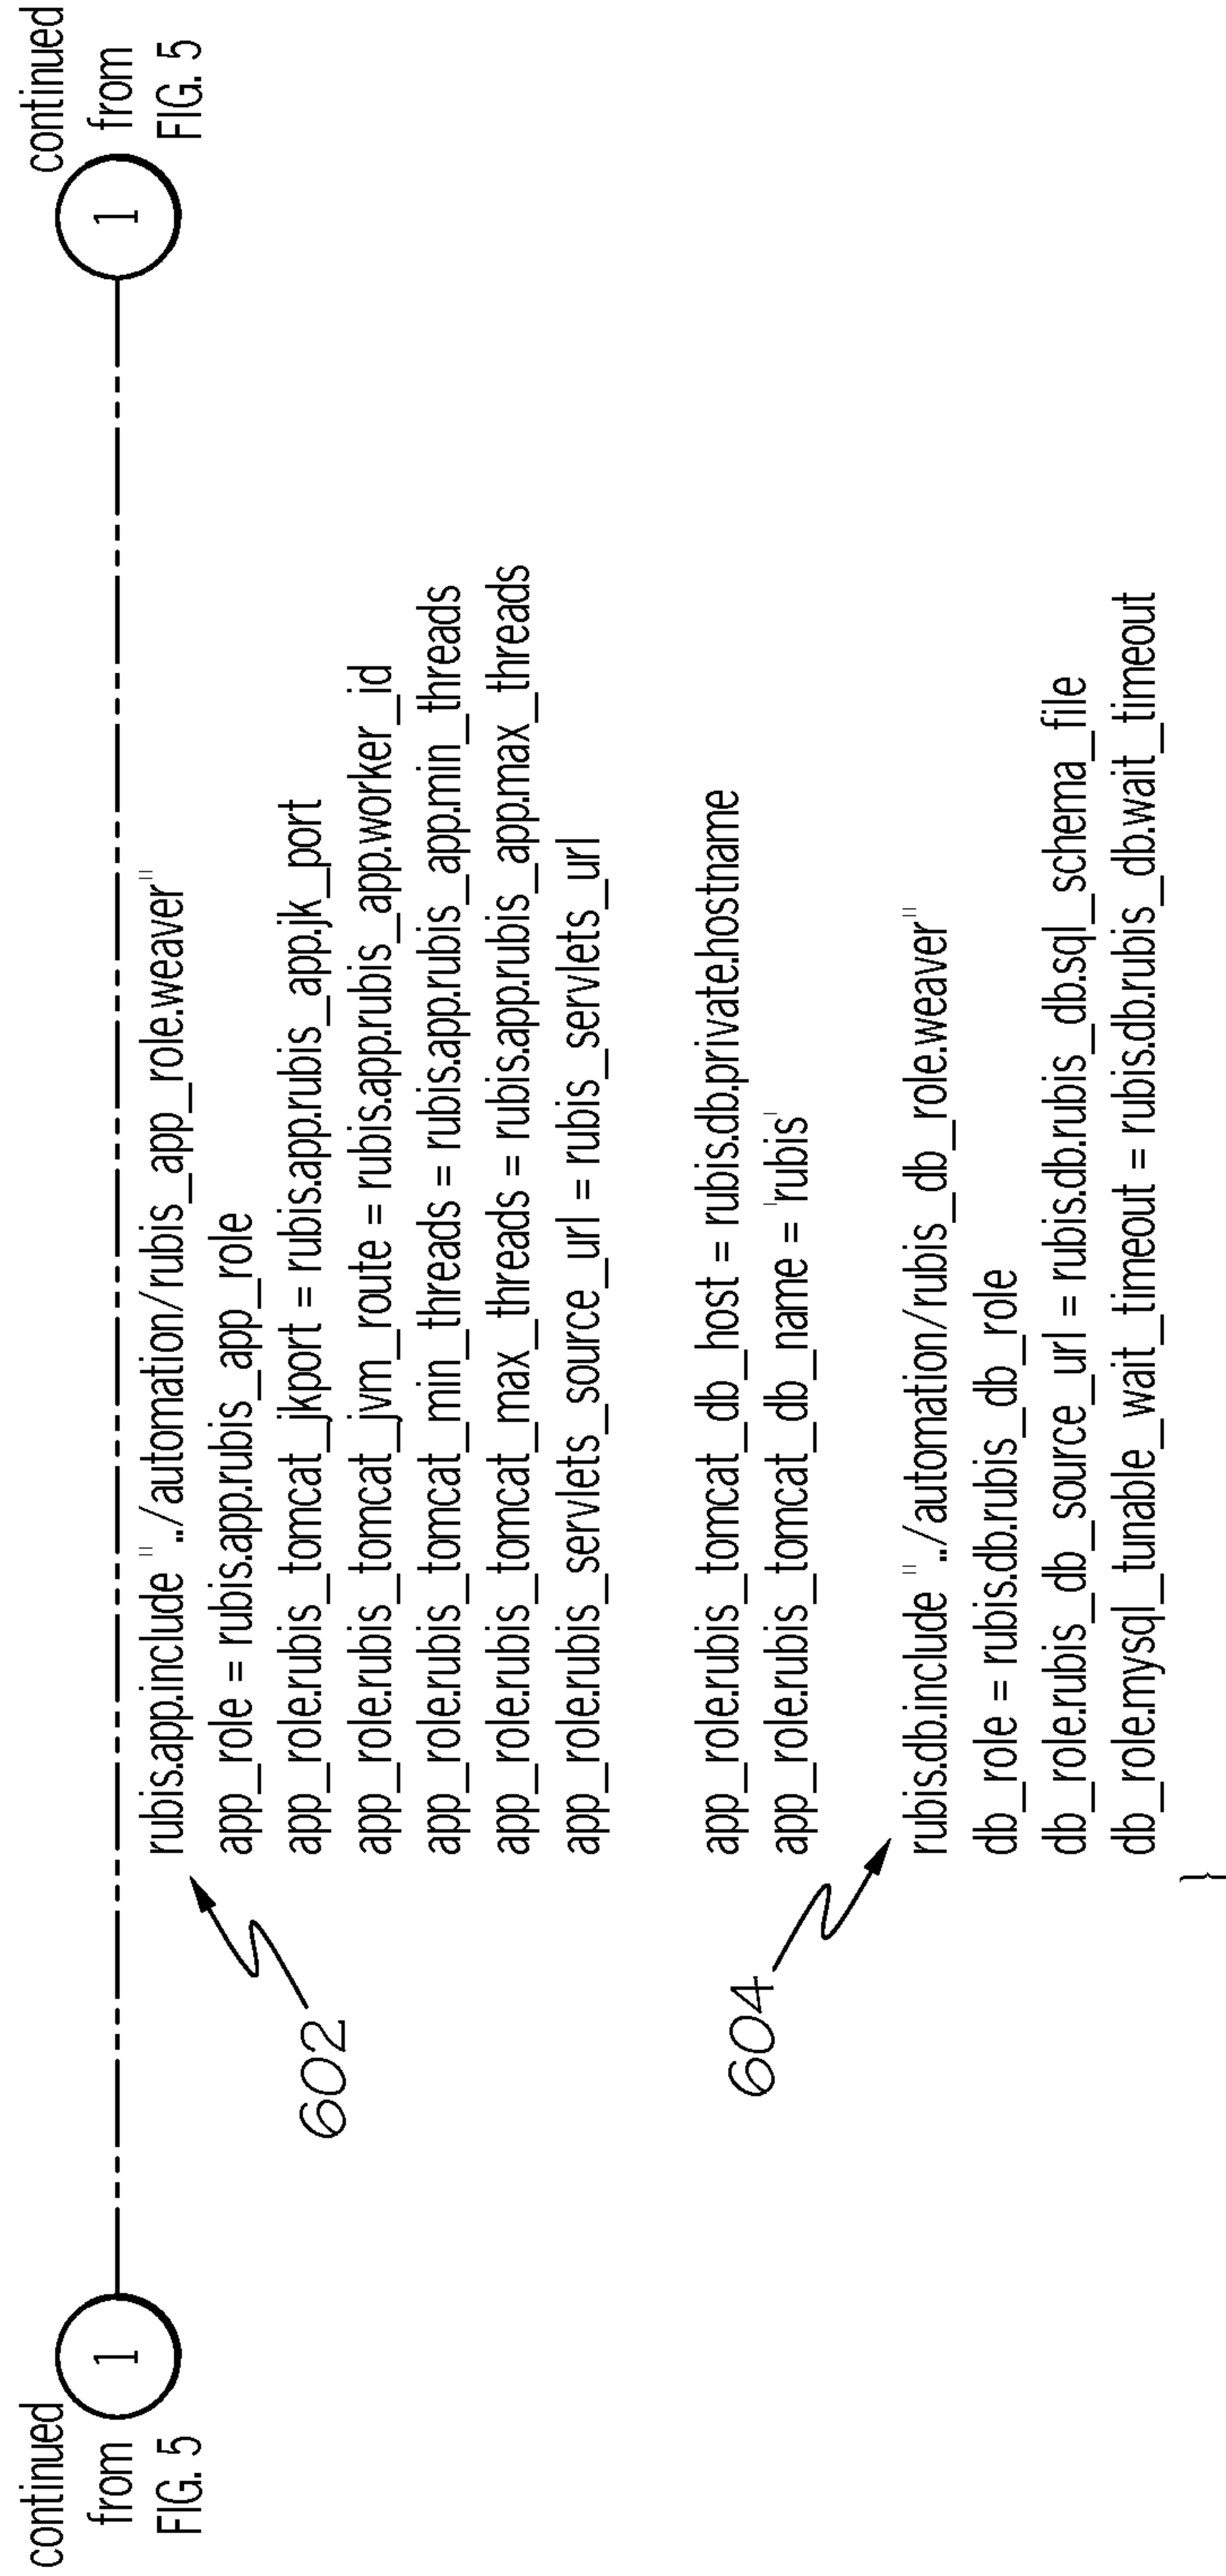 continued
from
FIG. 5
1
1
continued
from
FIG. 5
rubis.app.include "../automation/rubis_app_role.weaver"
app_role = rubis.app.rubis_app_role
app_role.rubis_tomcat_jkport = rubis.app.rubis_app.jk_port
app_role.rubis_tomcat_jvm_route = rubis.app.rubis_app.worker_id
app_role.rubis_tomcat_min_threads = rubis.app.rubis_app.min_threads
app_role.rubis_tomcat_max_threads = rubis.app.rubis_app.max_threads
app_role.rubis_servlets_source_url = rubis_servlets_url
602
app_role.rubis_tomcat_db_host = rubis.db.private.hostname
app_role.rubis_tomcat_db_name = 'rubis'
604
rubis.db.include "../automation/rubis_db_role.weaver"
db_role = rubis.db.rubis_db_role
db_role.rubis_db_source_url = rubis.db.rubis_db.sql_schema_file
db_role.mysql_tunable_wait_timeout = rubis.db.rubis_db.wait_timeout
}